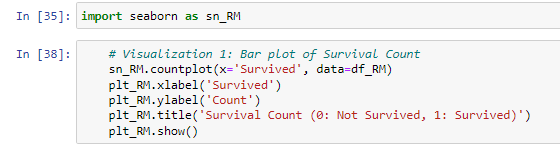 In [35]: import seaborn as sn_RM
In [38]: # Visualization 1: Bar plot of Survival Count
sn_RM.countplot(x='Survived', data=df_RM)
plt_RM.xlabel('Survived')
plt_RM.ylabel('Count')
plt_RM.title('Survival Count (0: Not Survived, 1: Survived)')
plt_RM.show()